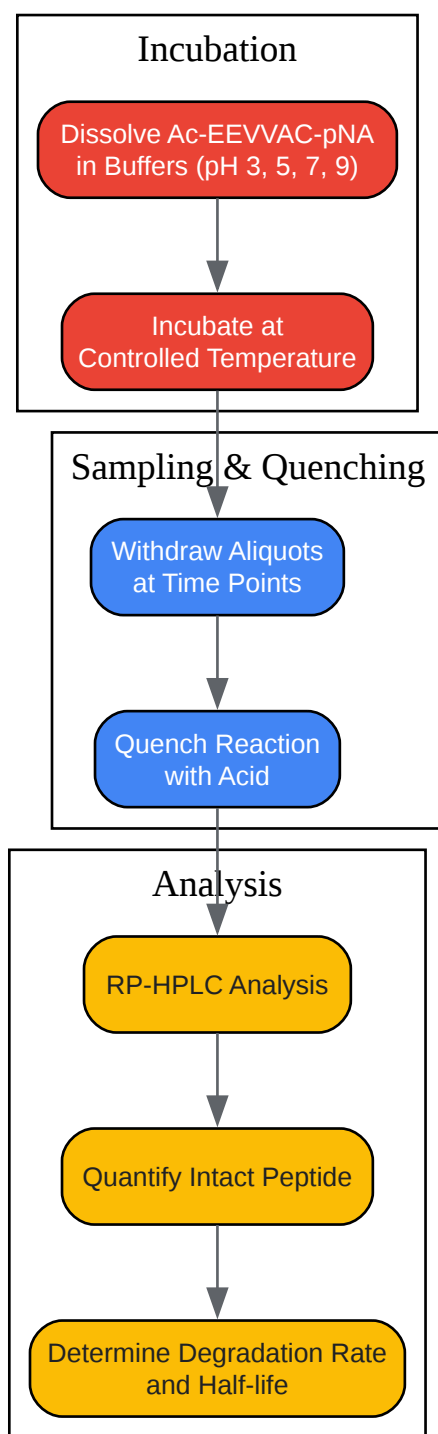 Incubation
Dissolve Ac-EEVVAC-pNA
in Buffers (pH 3, 5, 7, 9)
Incubate at
Controlled Temperature
Sampling & Quenching
Withdraw Aliquots
at Time Points
Quench Reaction
with Acid
Analysis
RP-HPLC Analysis
Quantify Intact Peptide
Determine Degradation Rate
and Half-life